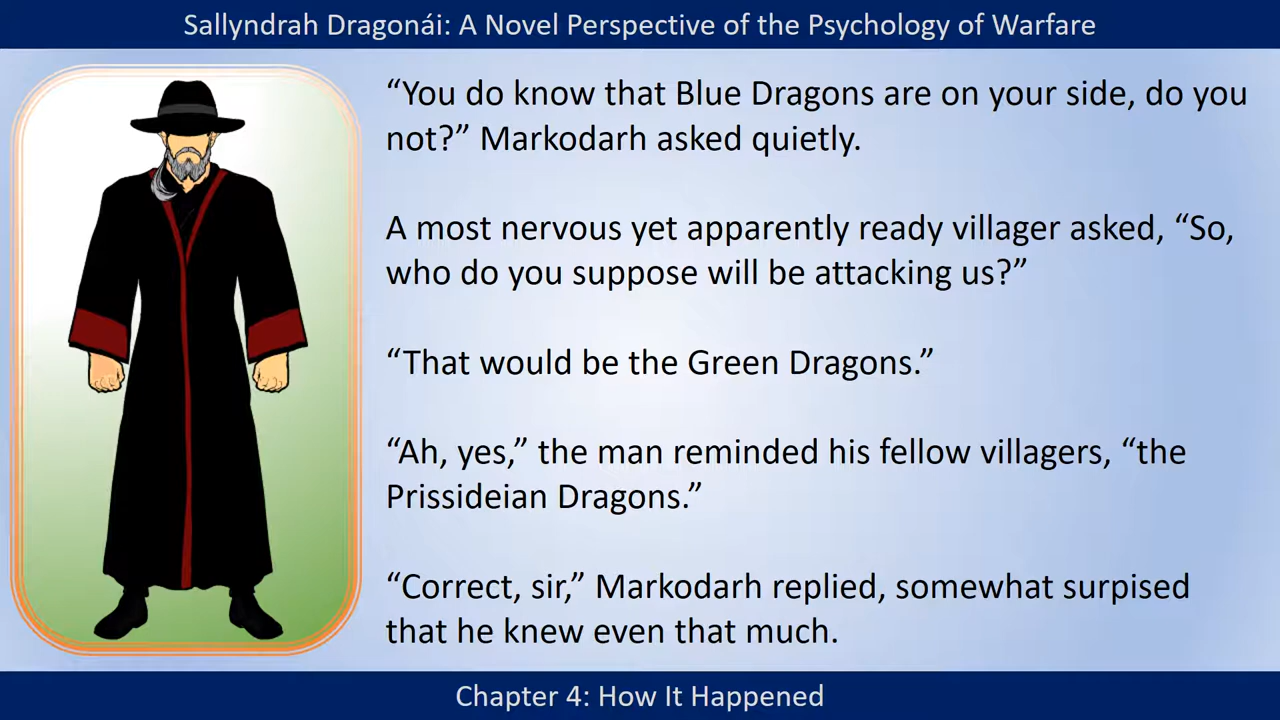 Sallyndrah Dragonái: A Novel Perspective of the Psychology of Warfare
“You do know that Blue Dragons are on your side, do you
not?” Markodarh asked quietly.
A most nervous yet apparently ready villager asked, “So,
who do you suppose will be attacking us?”
“That would be the Green Dragons.”
“Ah, yes,” the man reminded his fellow villagers, “the
Prissideian Dragons.”
“Correct, sir,” Markodarh replied, somewhat surpised
that he knew even that much.
Chapter 4: How It Happened